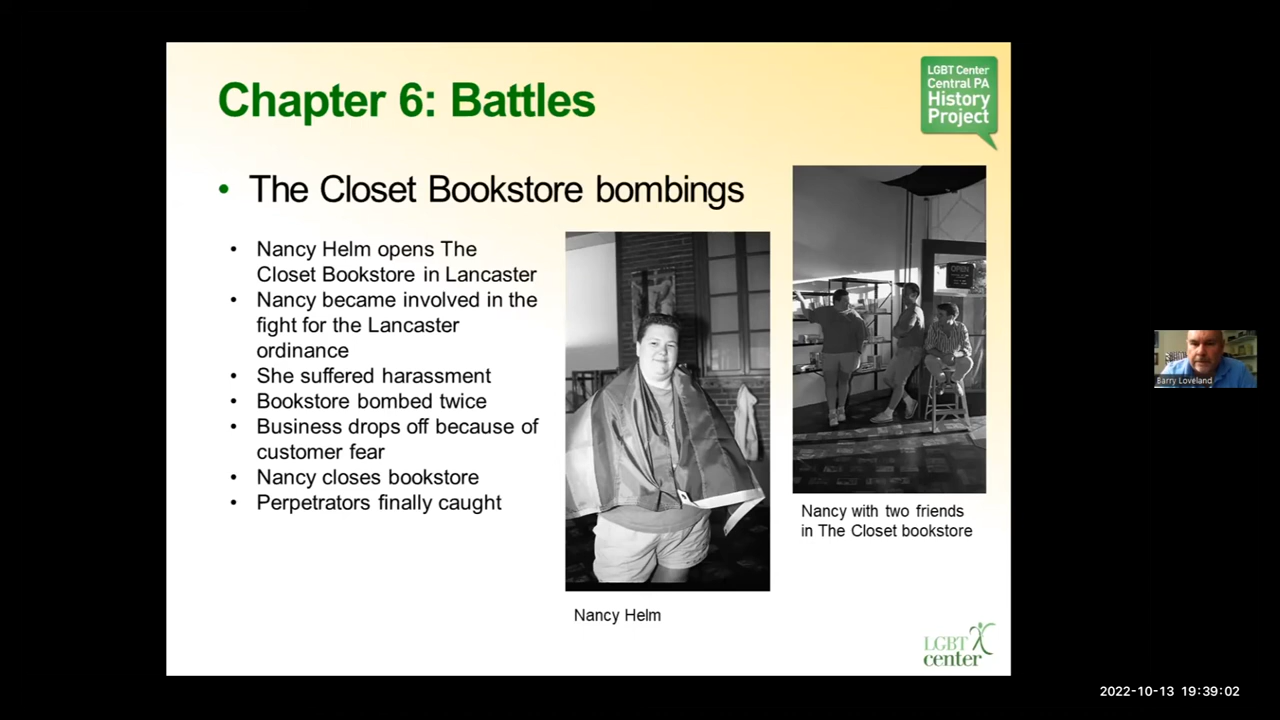 Chapter 6: Battles
LGBT Center
Central PA
History
Project
• The Closet Bookstore bombings
• Nancy Helm opens The
Closet Bookstore in Lancaster
• Nancy became involved in the
fight for the Lancaster
ordinance
• She suffered harassment
• Bookstore bombed twice
• Business drops off because of
customer fear
• Nancy closes bookstore
• Perpetrators finally caught
OPEN
Nancy with two friends
in The Closet bookstore
Nancy Helm
LGBT
center
Barry Loveland
2022-10-13 19:39:02